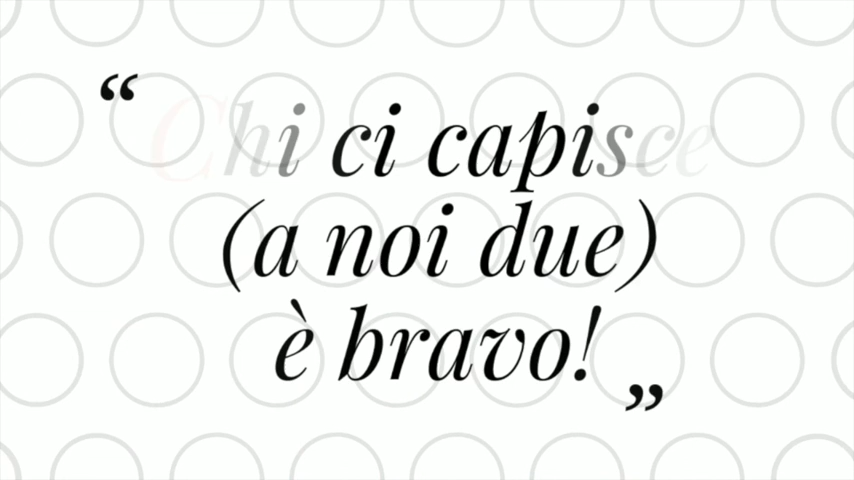 “Chi ci capisce
(a noi due)
è bravo!”